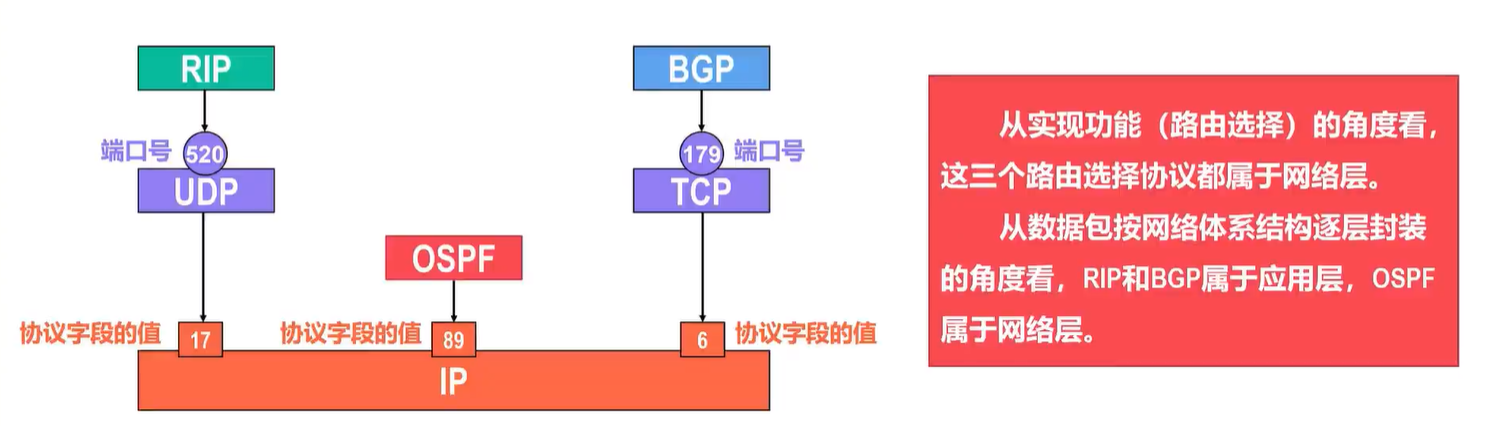 RIP
BGP
端口号 520
179 端口号
UDP
TCP
OSPF
协议字段的值 17
协议字段的值 89
6 协议字段的值
IP
从实现功能（路由选择）的角度看，
这三个路由选择协议都属于网络层。
从数据包按网络体系结构逐层封装
的角度看，RIP和BGP属于应用层，OSPF
属于网络层。